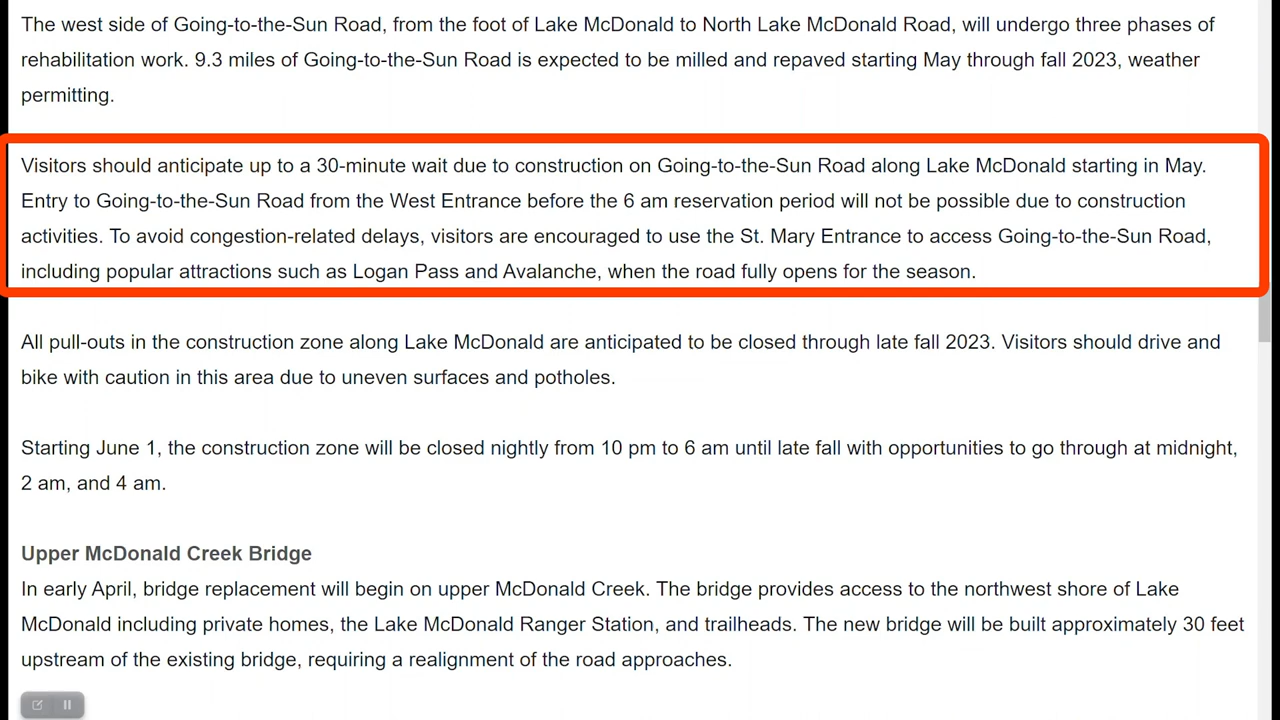 The west side of Going-to-the-Sun Road, from the foot of Lake McDonald to North Lake McDonald Road, will undergo three phases of
rehabilitation work. 9.3 miles of Going-to-the-Sun Road is expected to be milled and repaved starting May through fall 2023, weather
permitting.
Visitors should anticipate up to a 30-minute wait due to construction on Going-to-the-Sun Road along Lake McDonald starting in May.
Entry to Going-to-the-Sun Road from the West Entrance before the 6 am reservation period will not be possible due to construction
activities. To avoid congestion-related delays, visitors are encouraged to use the St. Mary Entrance to access Going-to-the-Sun Road,
including popular attractions such as Logan Pass and Avalanche, when the road fully opens for the season.
All pull-outs in the construction zone along Lake McDonald are anticipated to be closed through late fall 2023. Visitors should drive and
bike with caution in this area due to uneven surfaces and potholes.
Starting June 1, the construction zone will be closed nightly from 10 pm to 6 am until late fall with opportunities to go through at midnight,
2 am, and 4 am.
Upper McDonald Creek Bridge
In early April, bridge replacement will begin on upper McDonald Creek. The bridge provides access to the northwest shore of Lake
McDonald including private homes, the Lake McDonald Ranger Station, and trailheads. The new bridge will be built approximately 30 feet
upstream of the existing bridge, requiring a realignment of the road approaches.